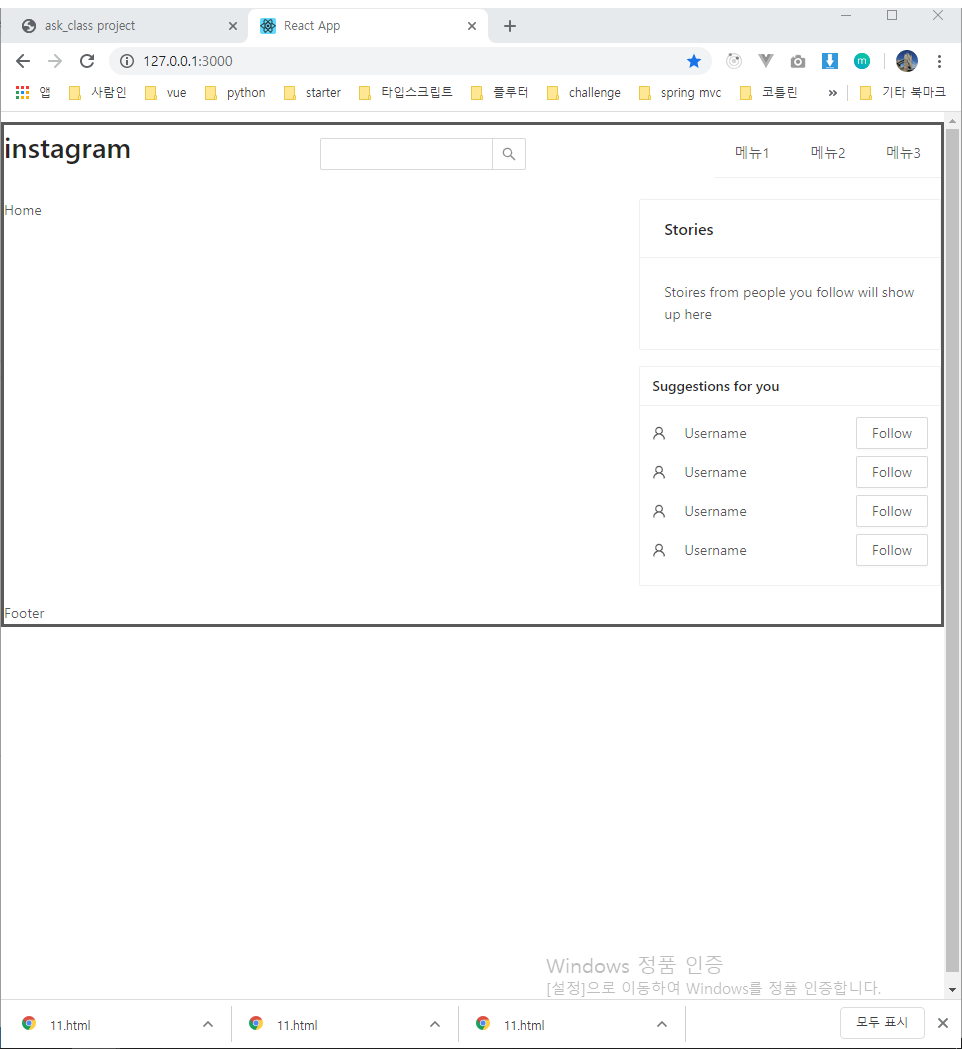 ask_class project
React App
127.0.0.1:3000
앱 사람인 vue python starter 타입스크립트 플루터 challenge spring mvc 코틀린 » 기타 북마크
instagram
메뉴1 메뉴2 메뉴3
Home
Stories
Stoires from people you follow will show
up here
Suggestions for you
Username Follow
Username Follow
Username Follow
Username Follow
Footer
Windows 정품 인증
[설정]으로 이동하여 Windows를 정품 인증합니다.
11.html 11.html 11.html 모두 표시